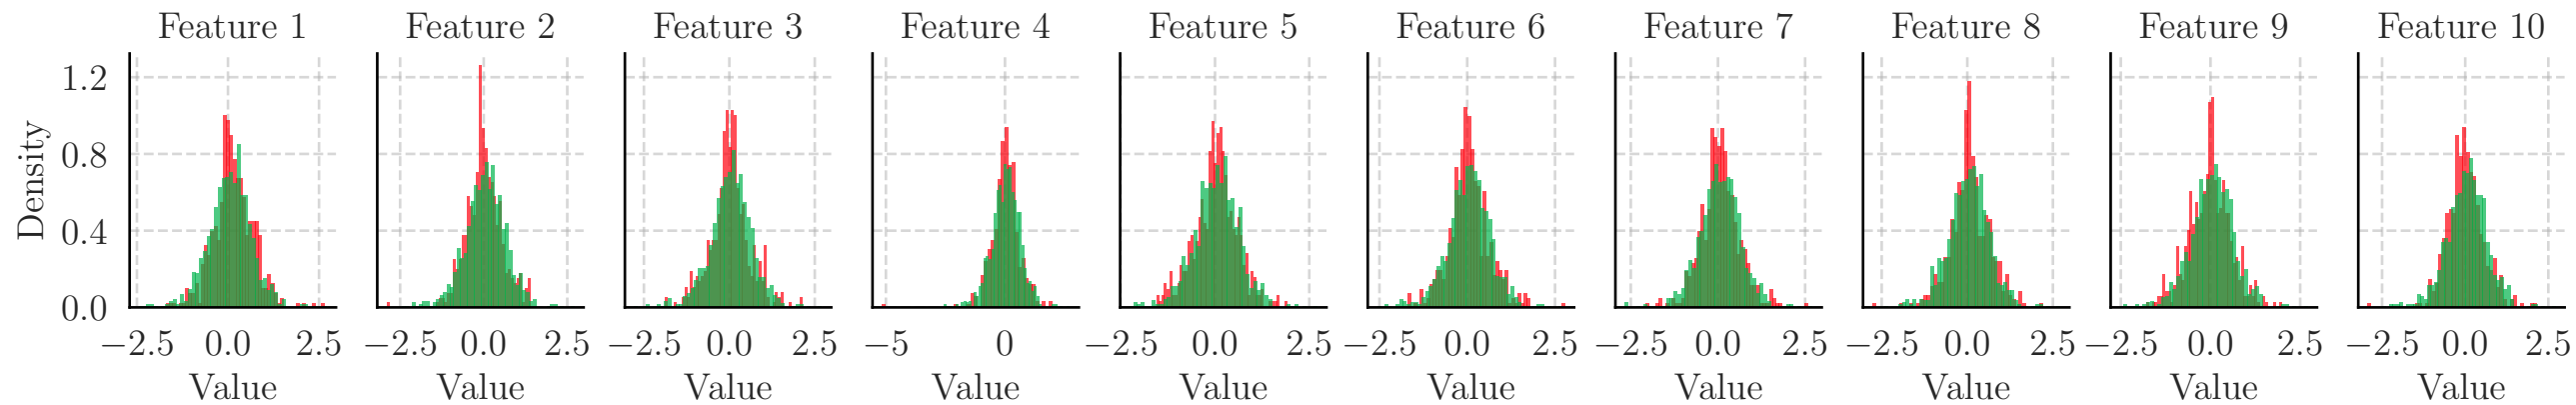 Feature 1 Feature 2 Feature 3 Feature 4 Feature 5 Feature 6 Feature 7 Feature 8 Feature 9 Feature 10
1.2
0.8
0.4
0.0
Density
−2.5 0.0 2.5 −2.5 0.0 2.5 −2.5 0.0 2.5 −5 0 −2.5 0.0 2.5 −2.5 0.0 2.5 −2.5 0.0 2.5 −2.5 0.0 2.5 −2.5 0.0 2.5 −2.5 0.0 2.5
Value Value Value Value Value Value Value Value Value Value